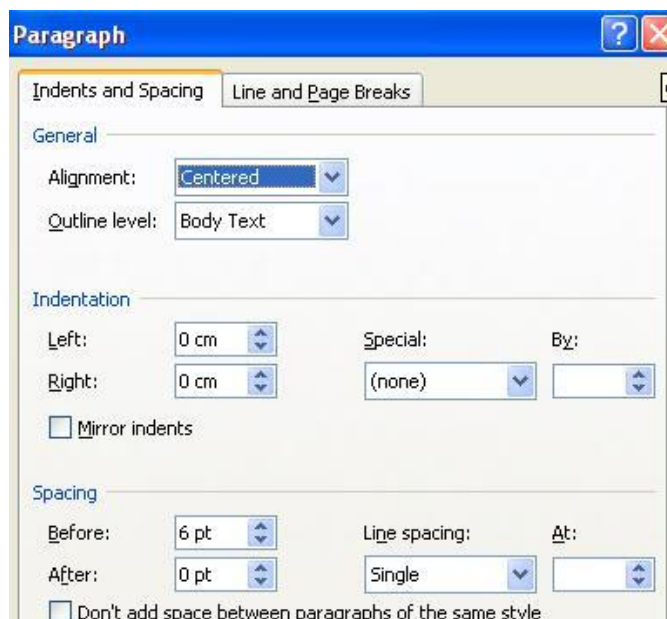 Paragraph
Indents and Spacing
Line and Page Breaks
General
Alignment: Centered
Outline level: Body Text
Indentation
Left: 0 cm Special: By:
Right: 0 cm (none)
Mirror indents
Spacing
Before: 6 pt Line spacing: At:
After: 0 pt Single
Don't add space between paragraphs of the same style